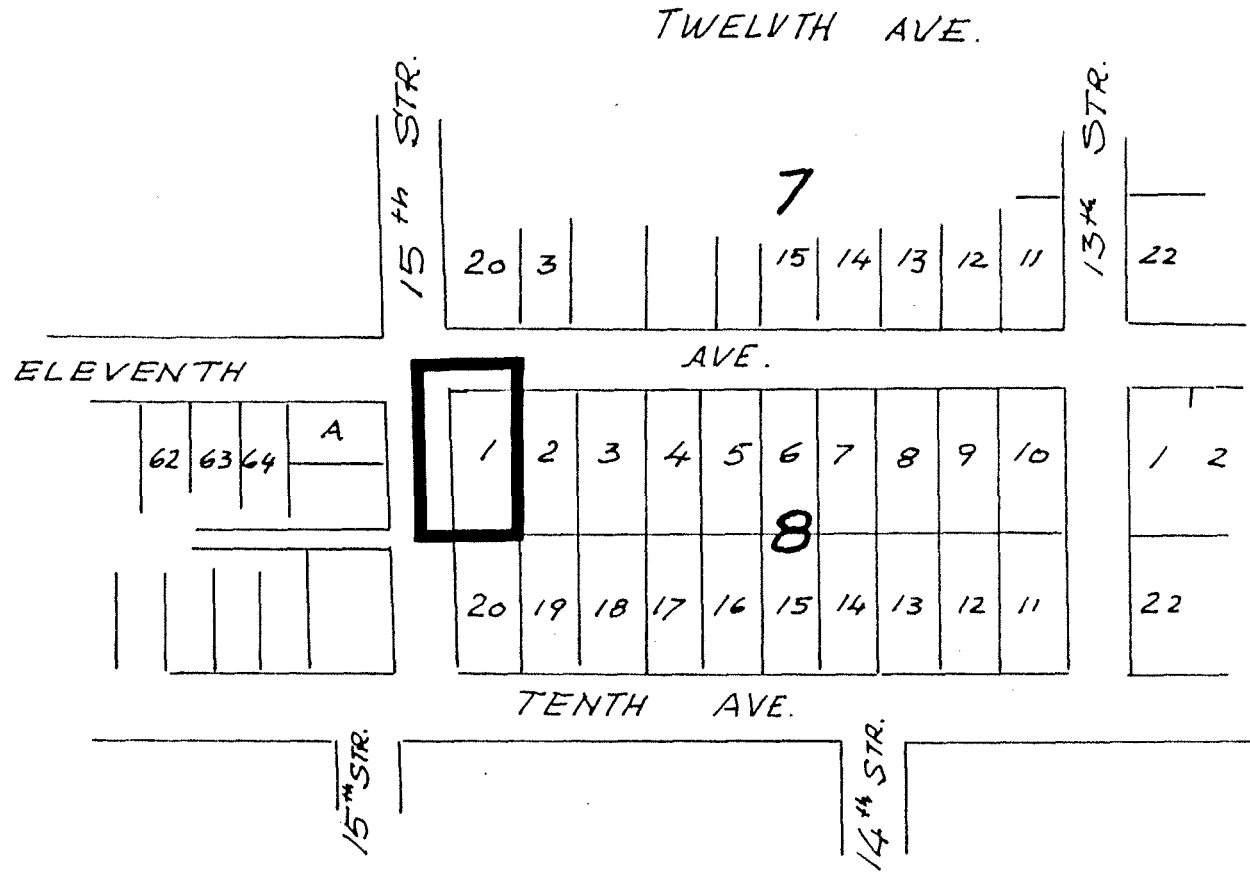 TWELVTH AVE.
15th STR.
13th STR.
7
20 3 15 14 13 12 11 22
ELEVENTH AVE.
62 63 64 A
1 2 3 4 5 6 7 8 9 10 1 2
8
20 19 18 17 16 15 14 13 12 11 22
TENTH AVE.
15th STR.
14th STR.